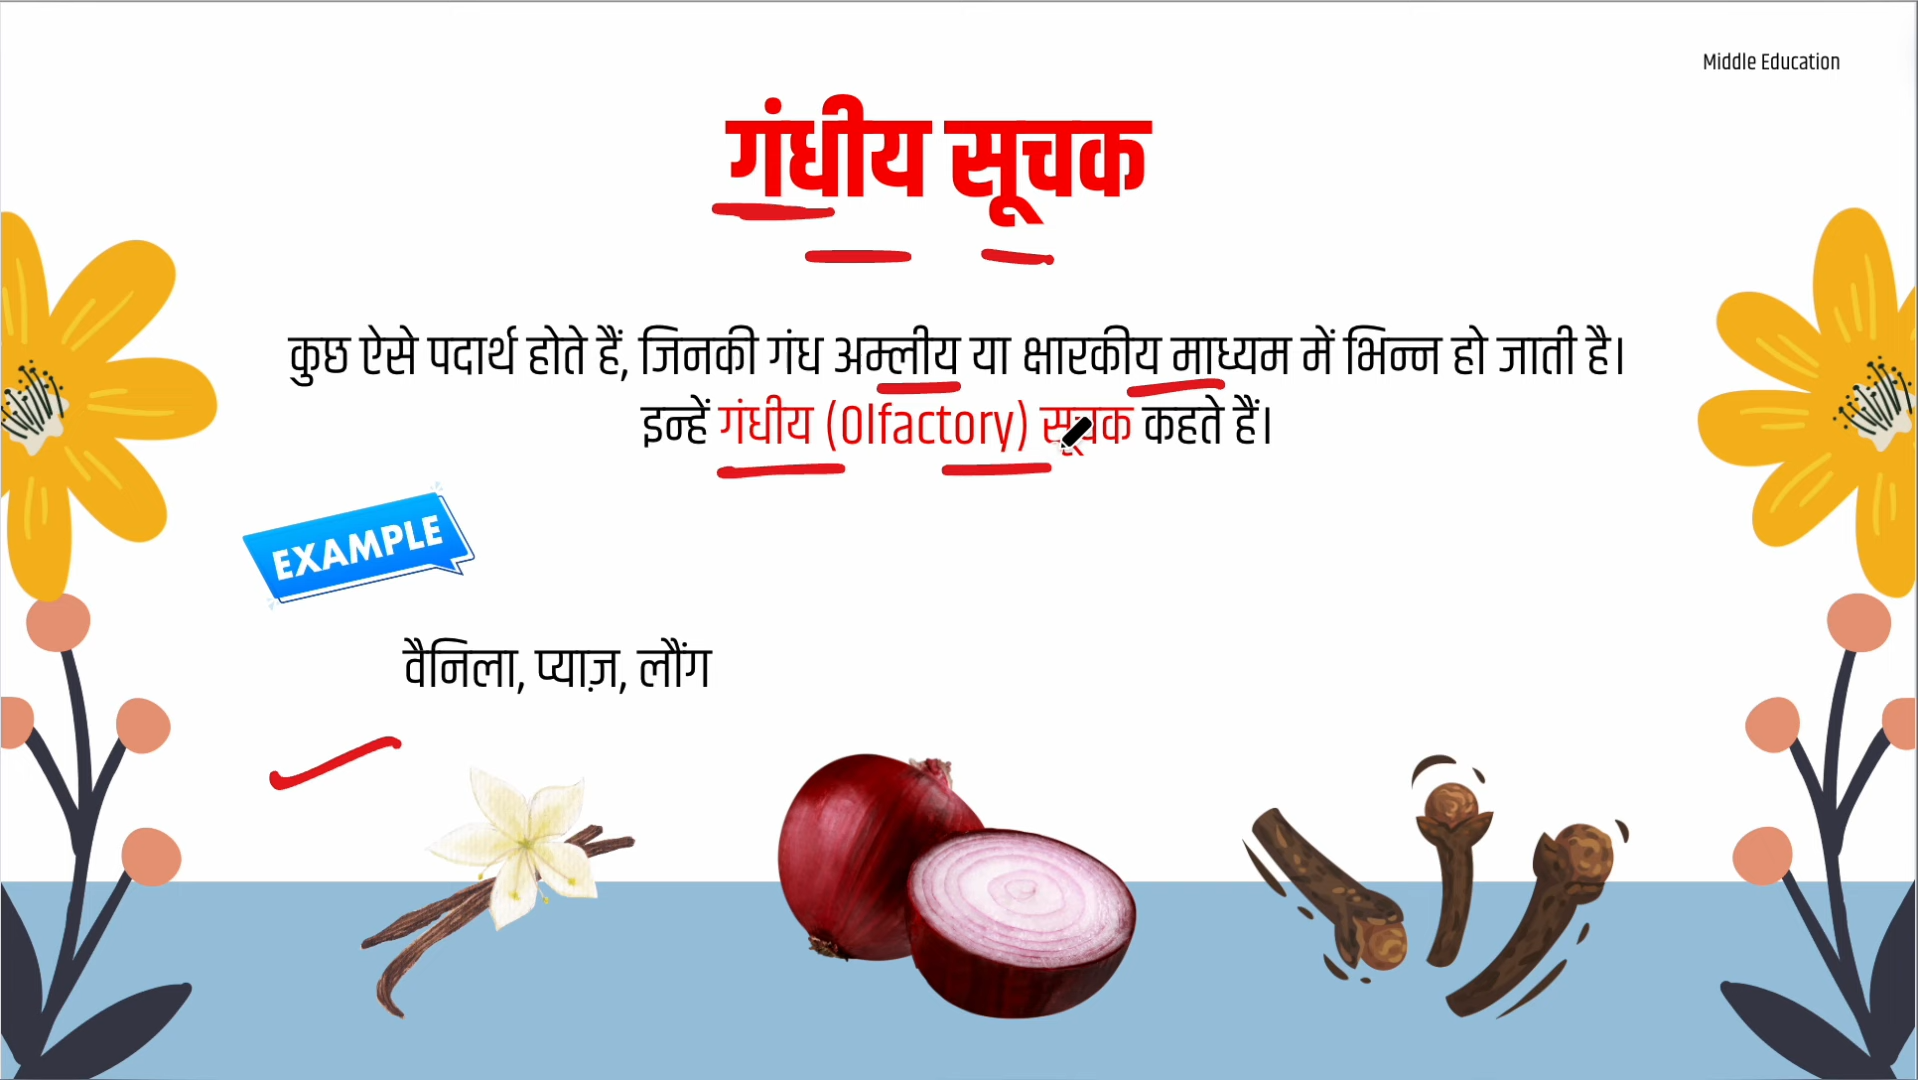 Middle Education
गंधीय सूचक
कुछ ऐसे पदार्थ होते हैं, जिनकी गंध अम्लीय या क्षारकीय माध्यम में भिन्न हो जाती है।
इन्हें गंधीय (Olfactory) सूचक कहते हैं।
EXAMPLE
वैनिला, प्याज़, लौंग